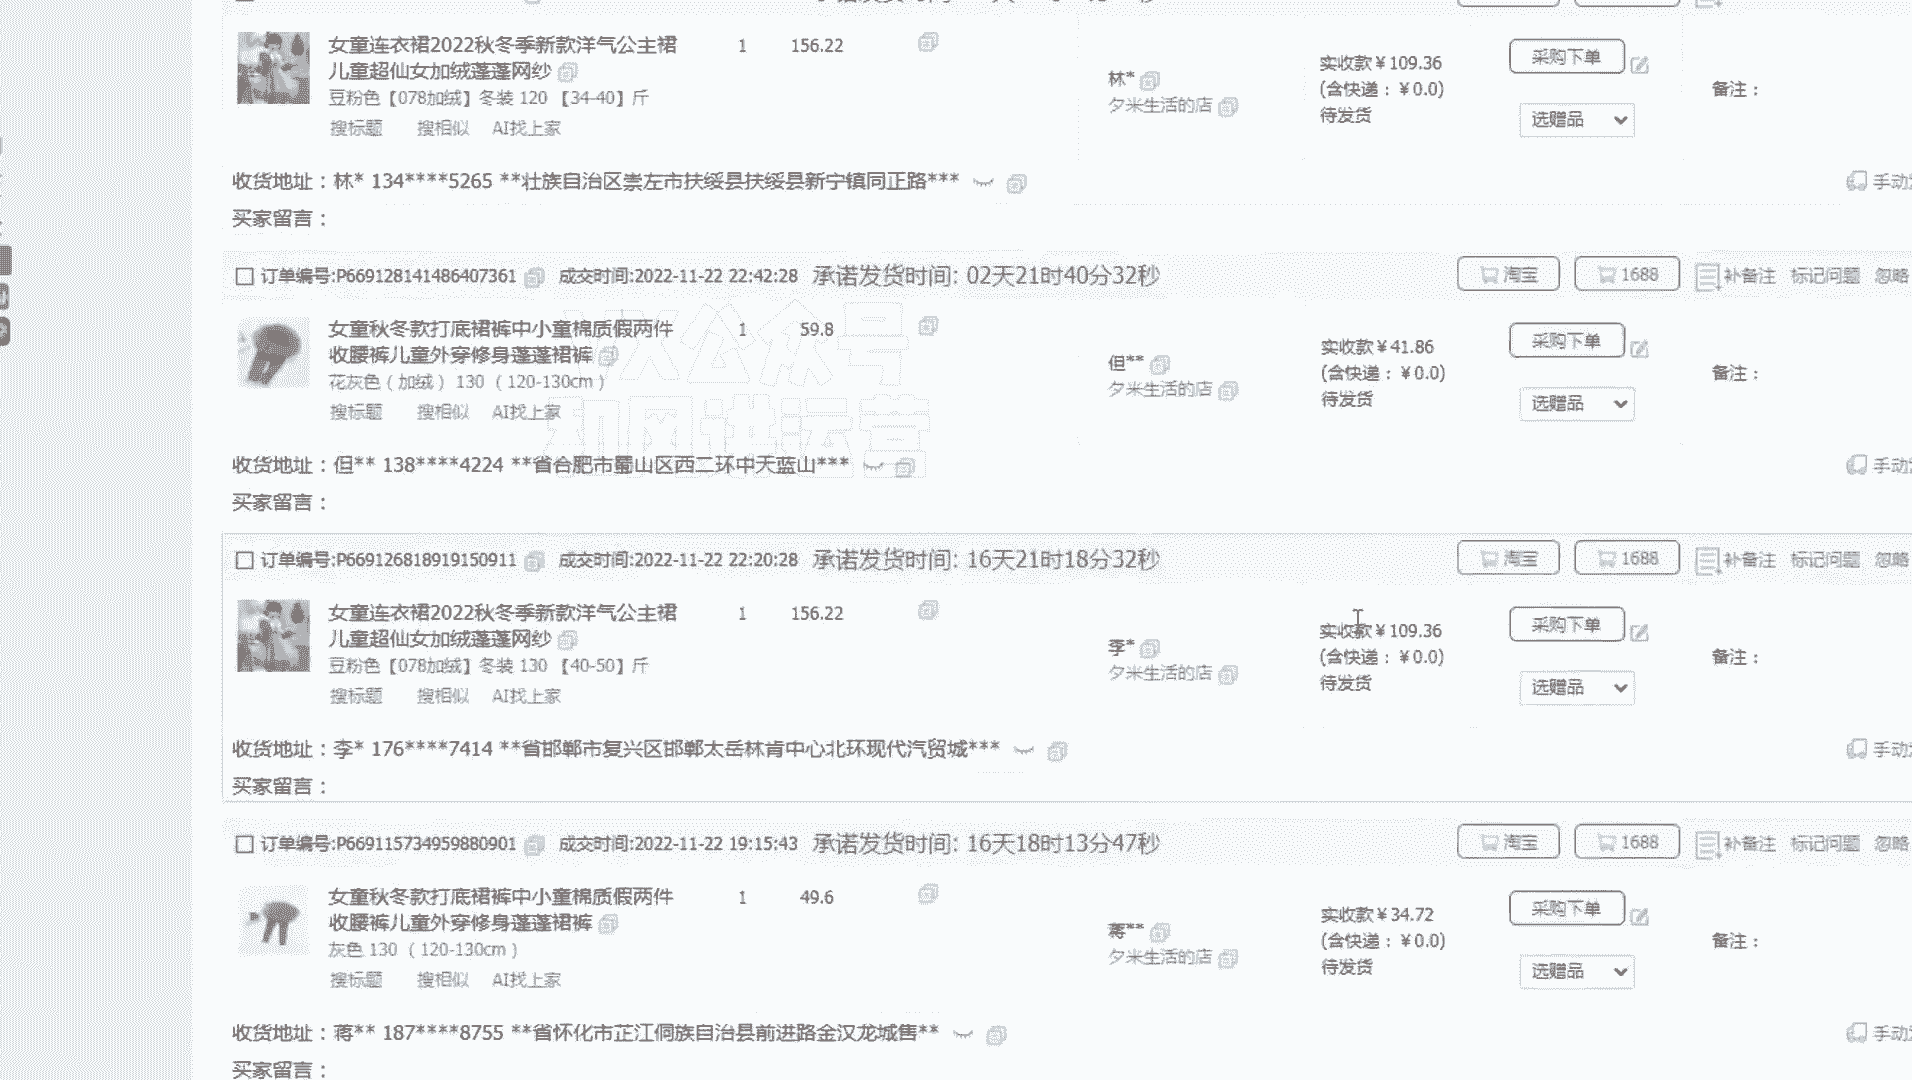 女童连衣裙2022秋冬季新款洋气公主裙 1 156.22
儿童超仙女加绒蓬蓬网纱
豆粉色【078加绒】冬装 120 【34-40】斤
搜标题 搜相似 AI找上家
林*
夕米生活的店
实收款￥109.36
(含快递：￥0.0)
待发货
采购下单
选赠品
备注：
收货地址：林* 134****5265 **壮族自治区崇左市扶绥县扶绥县新宁镇同正路*** 手动
买家留言：
订单编号:P669128141486407361 成交时间:2022-11-22 22:42:28 承诺发货时间: 02天21时40分32秒 淘宝 1688 补备注 标记问题 忽略
女童秋冬款打底裙裤中小童棉质假两件 1 59.8
收腰裤儿童外穿修身蓬蓬裙裤
花灰色（加绒） 130 （120-130cm）
搜标题 搜相似 AI找上家
但**
夕米生活的店
实收款￥41.86
(含快递：￥0.0)
待发货
采购下单
选赠品
备注：
公众号
和风讲运营
收货地址：但** 138****4224 **省合肥市蜀山区西二环中天蓝山*** 手动
买家留言：
订单编号:P669126818919150911 成交时间:2022-11-22 22:20:28 承诺发货时间: 16天21时18分32秒 淘宝 1688 补备注 标记问题 忽略
女童连衣裙2022秋冬季新款洋气公主裙 1 156.22
儿童超仙女加绒蓬蓬网纱
豆粉色【078加绒】冬装 130 【40-50】斤
搜标题 搜相似 AI找上家
李*
夕米生活的店
实收款￥109.36
(含快递：￥0.0)
待发货
采购下单
选赠品
备注：
收货地址：李* 176****7414 **省邯郸市复兴区邯郸太岳林肯中心北环现代汽贸城*** 手动
买家留言：
订单编号:P669115734959880901 成交时间:2022-11-22 19:15:43 承诺发货时间: 16天18时13分47秒 淘宝 1688 补备注 标记问题 忽略
女童秋冬款打底裙裤中小童棉质假两件 1 49.6
收腰裤儿童外穿修身蓬蓬裙裤
灰色 130 （120-130cm）
搜标题 搜相似 AI找上家
蒋**
夕米生活的店
实收款￥34.72
(含快递：￥0.0)
待发货
采购下单
选赠品
备注：
收货地址：蒋** 187****8755 **省怀化市芷江侗族自治县前进路金汉龙城售** 手动
买家留言：